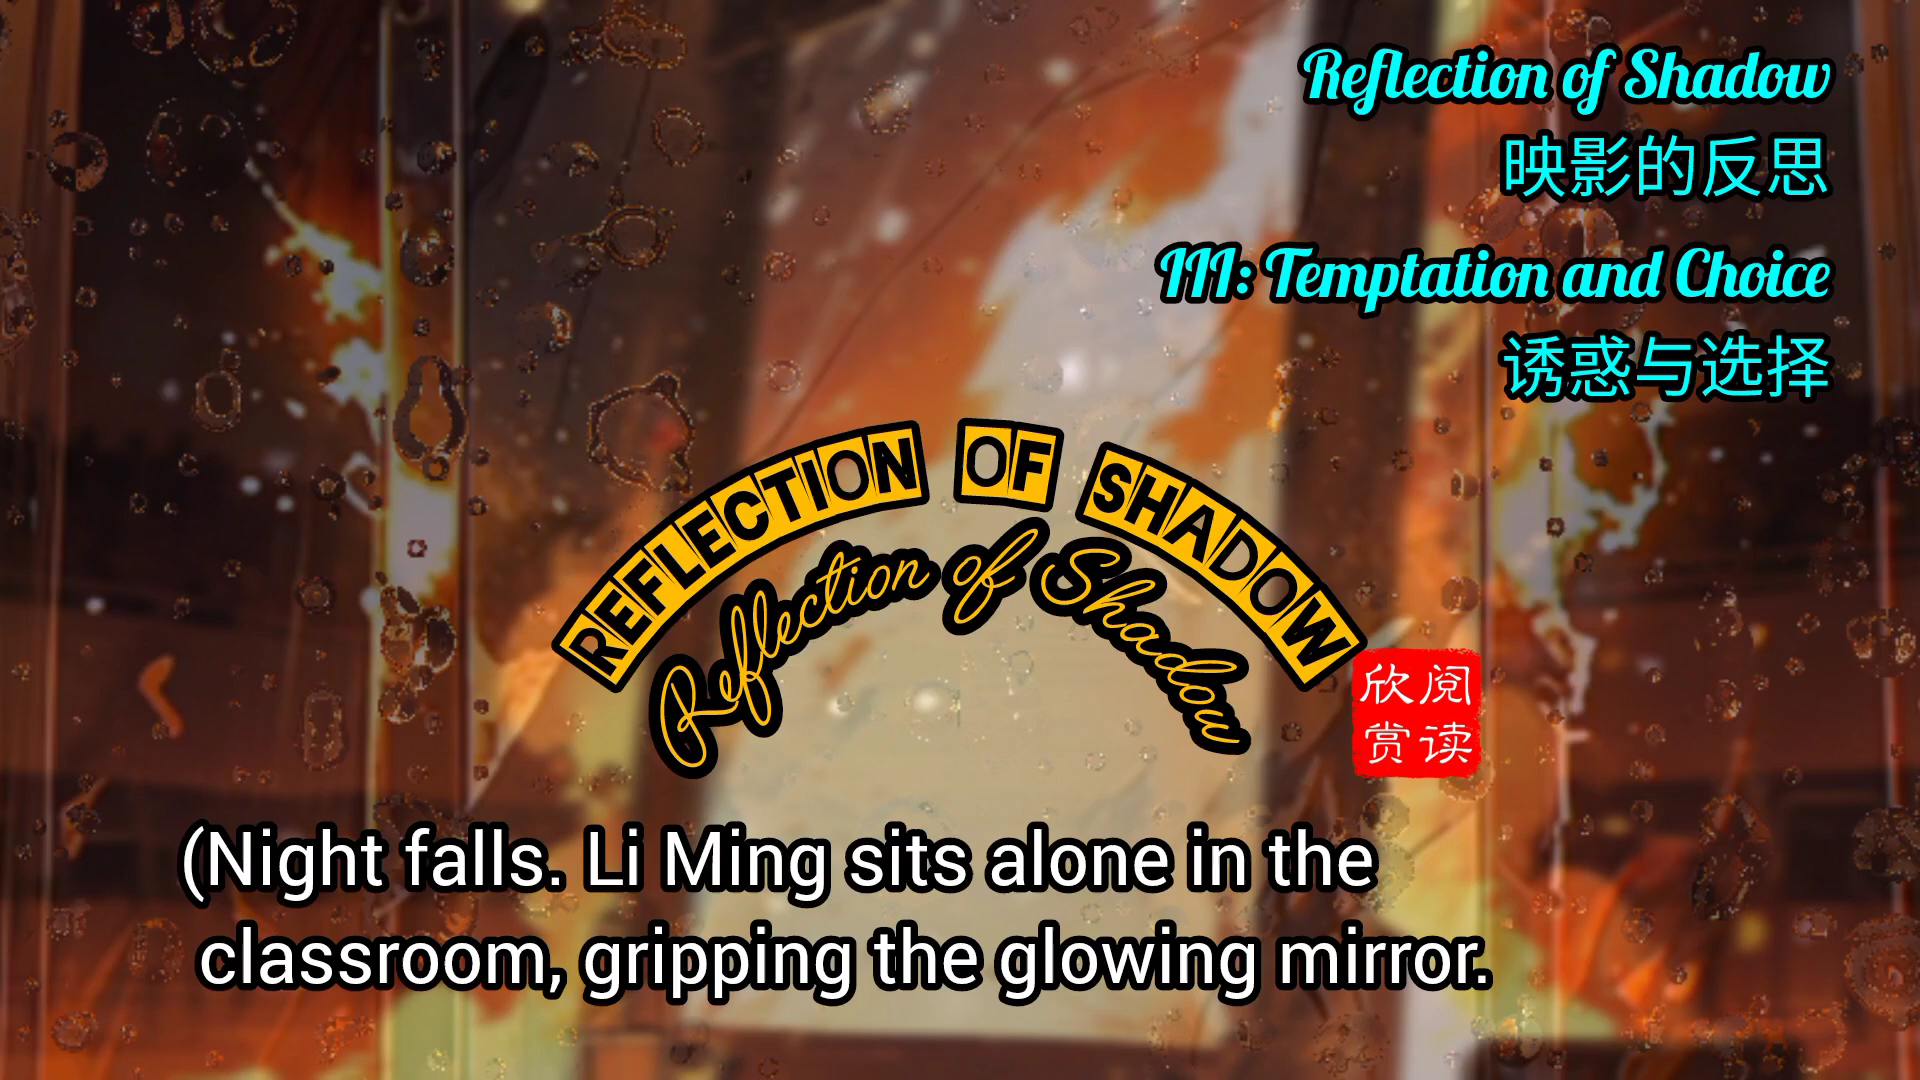 Reflection of Shadow
映影的反思
III: Temptation and Choice
诱惑与选择
REFLECTION OF SHADOW
Reflection of Shadow
欣阅
赏读
(Night falls. Li Ming sits alone in the
classroom, gripping the glowing mirror.